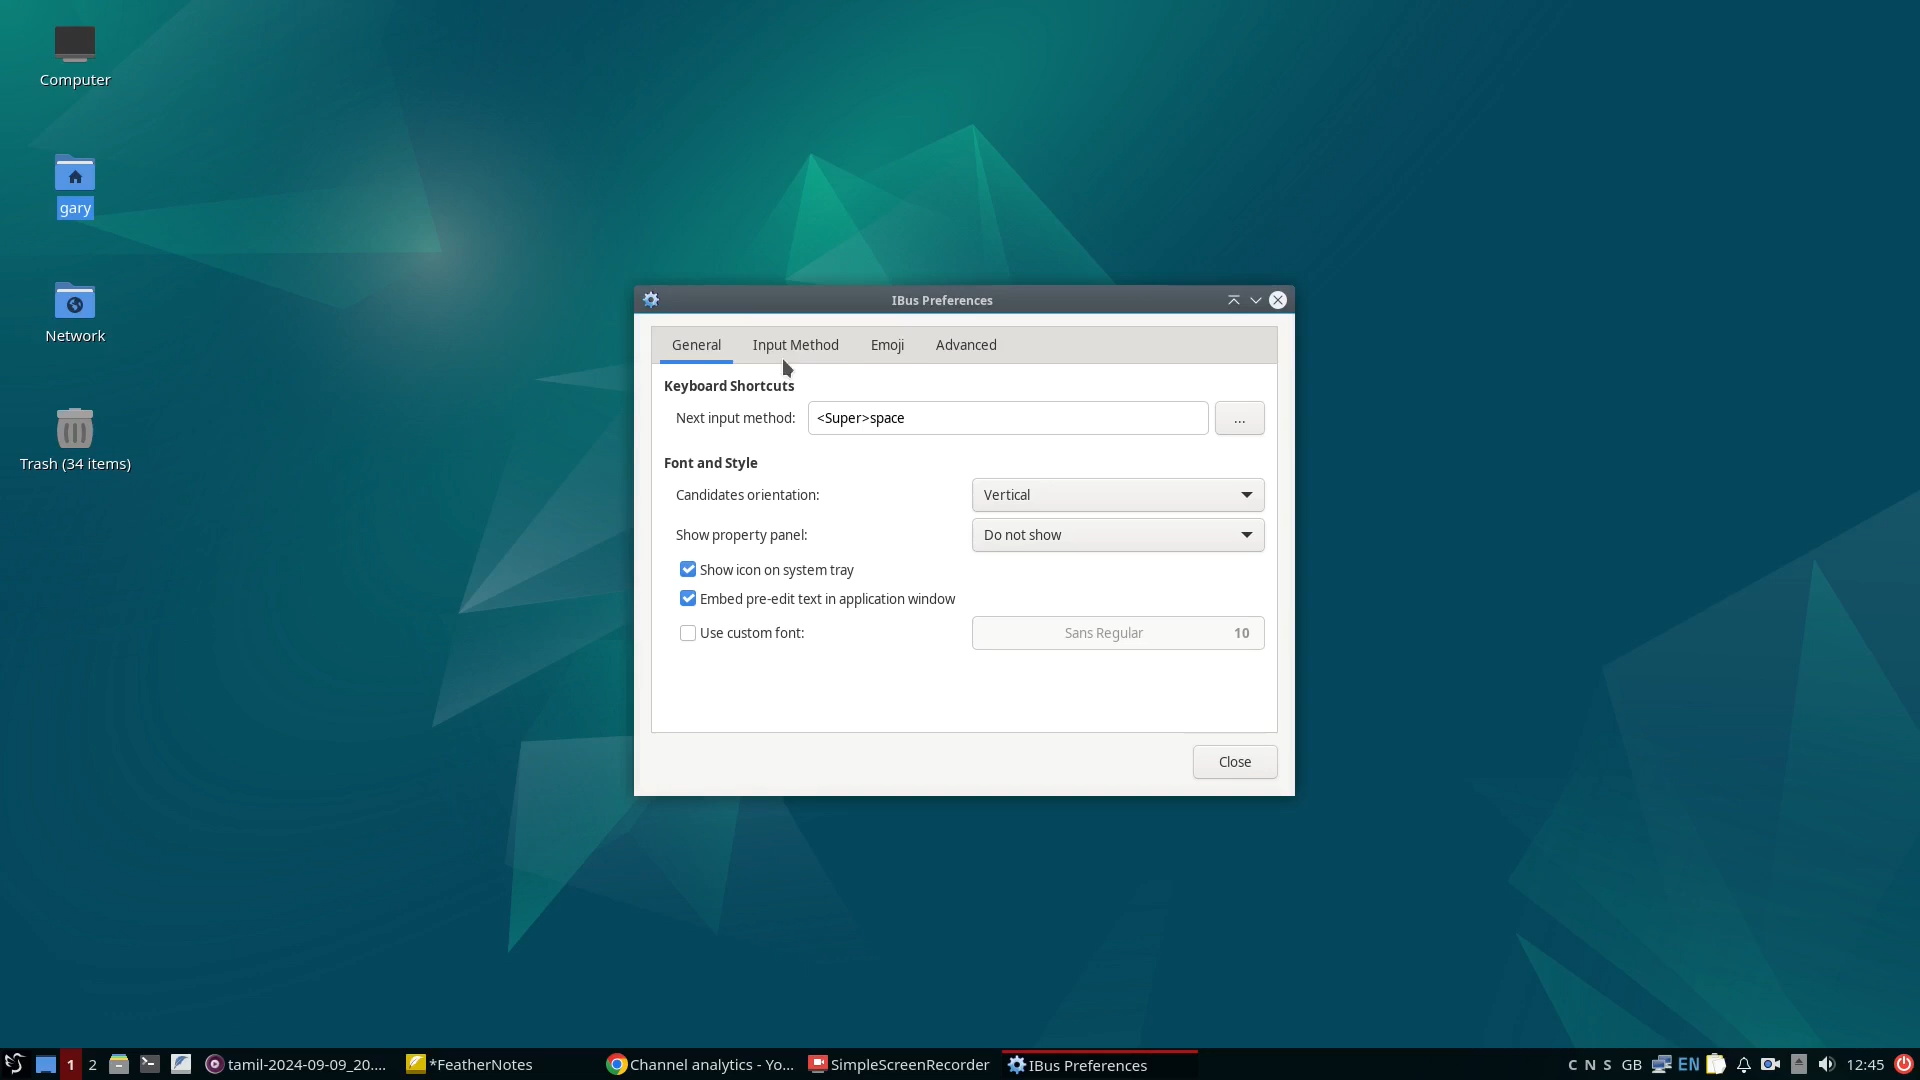 Computer
gary
Network
Trash (34 items)
IBus Preferences
General Input Method Emoji Advanced
Keyboard Shortcuts
Next input method: <Super>space ...
Font and Style
Candidates orientation: Vertical
Show property panel: Do not show
Show icon on system tray
Embed pre-edit text in application window
Use custom font: Sans Regular 10
Close
1 2 tamil-2024-09-09_20.... *FeatherNotes Channel analytics - Yo... SimpleScreenRecorder IBus Preferences C N S GB EN 12:45